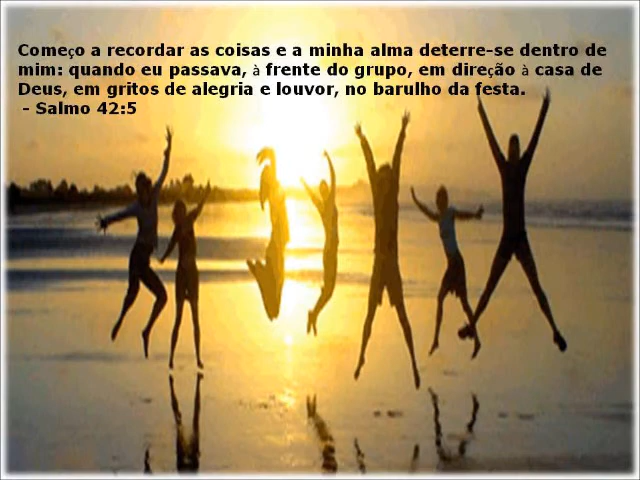 Começo a recordar as coisas e a minha alma deterre-se dentro de
mim: quando eu passava, à frente do grupo, em direção à casa de
Deus, em gritos de alegria e louvor, no barulho da festa.
- Salmo 42:5